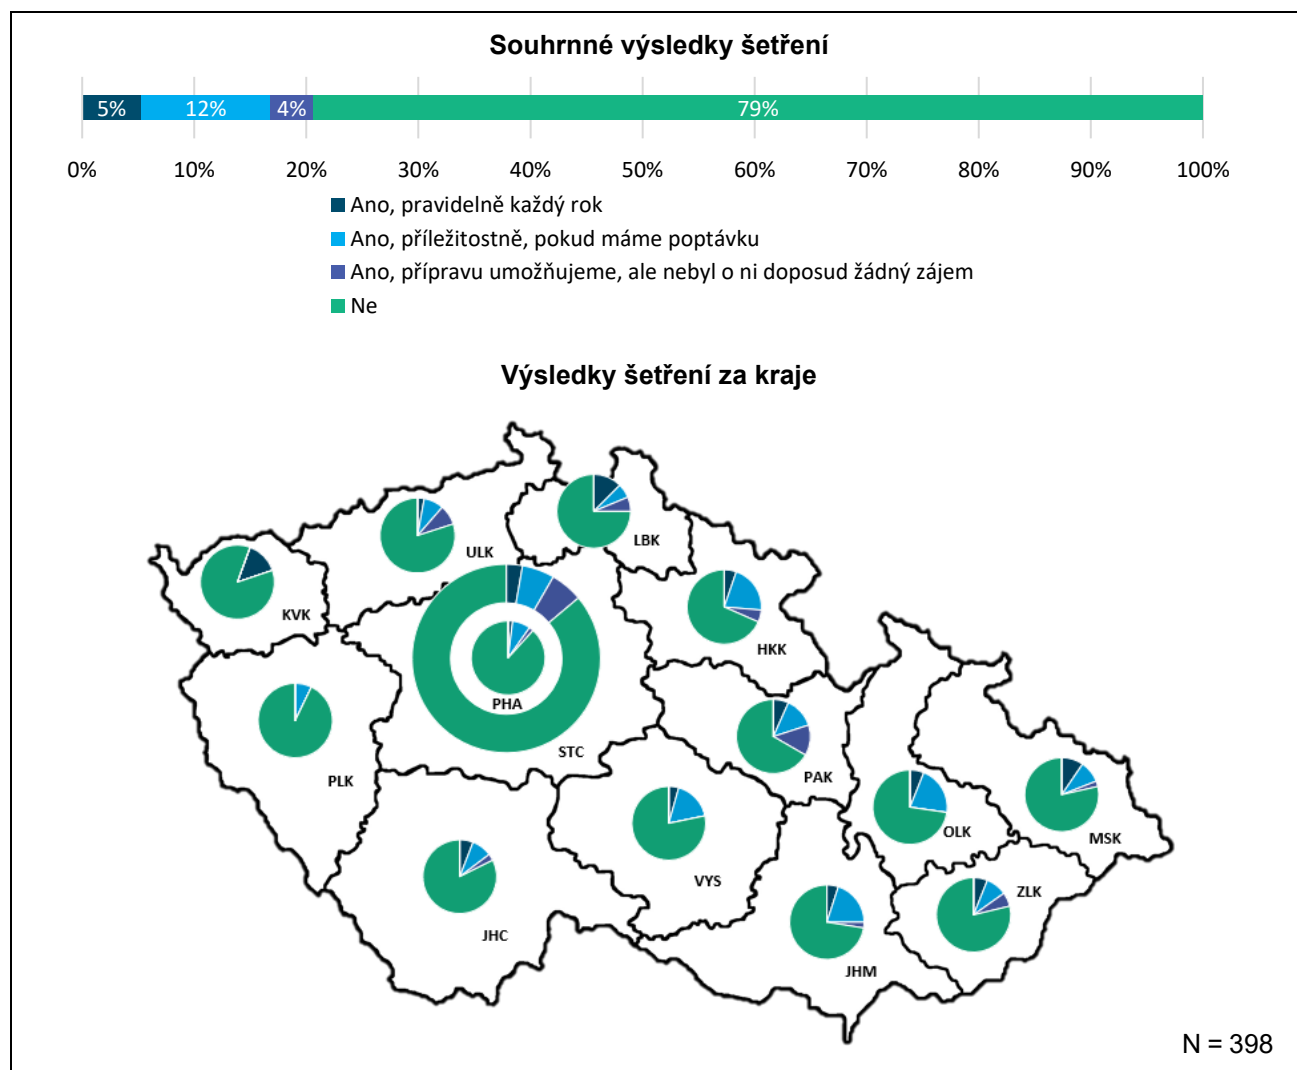 Souhrnné výsledky šetření
5% 12% 4% 79%
0% 10% 20% 30% 40% 50% 60% 70% 80% 90% 100%
Ano, pravidelně každý rok
Ano, příležitostně, pokud máme poptávku
Ano, přípravu umožňujeme, ale nebyl o ni doposud žádný zájem
Ne
Výsledky šetření za kraje
LBK
ULK
KVK
HKK
PHA
STC
PAK
PLK
OLK
MSK
VYS
ZLK
JHC
JHM
N = 398